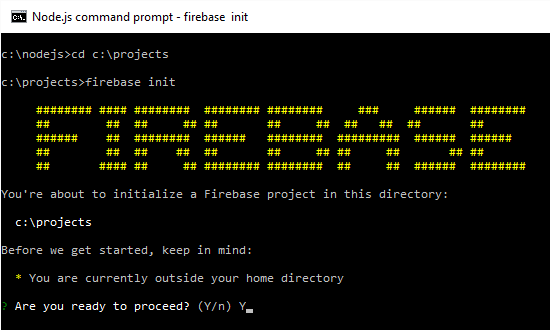 Node.js command prompt - firebase init
c:\nodejs>cd c:\projects
c:\projects>firebase init
FIREBASE
You're about to initialize a Firebase project in this directory:
c:\projects
Before we get started, keep in mind:
* You are currently outside your home directory
? Are you ready to proceed? (Y/n) Y